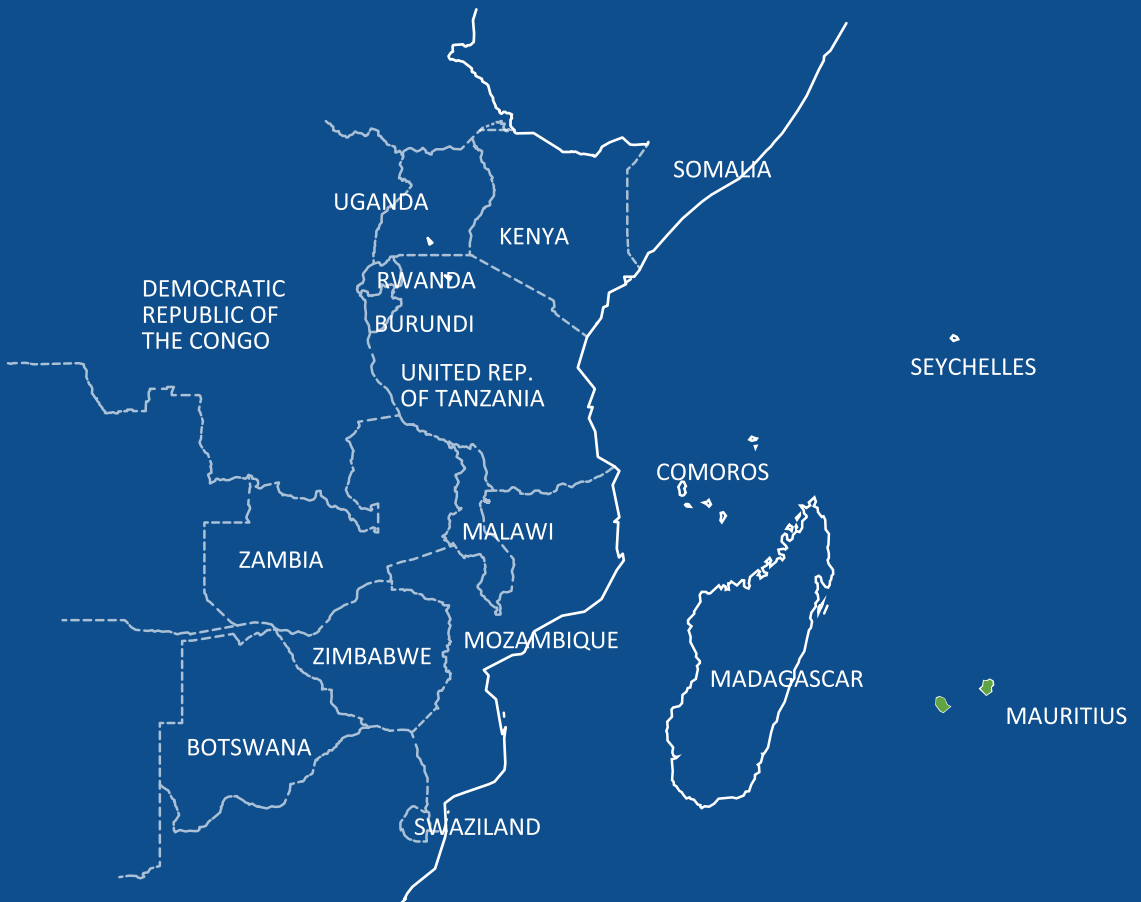 SOMALIA
UGANDA
KENYA
RWANDA
DEMOCRATIC
REPUBLIC OF
THE CONGO
BURUNDI
UNITED REP.
OF TANZANIA
SEYCHELLES
COMOROS
MALAWI
ZAMBIA
MOZAMBIQUE
ZIMBABWE
MADAGASCAR
MAURITIUS
BOTSWANA
SWAZILAND